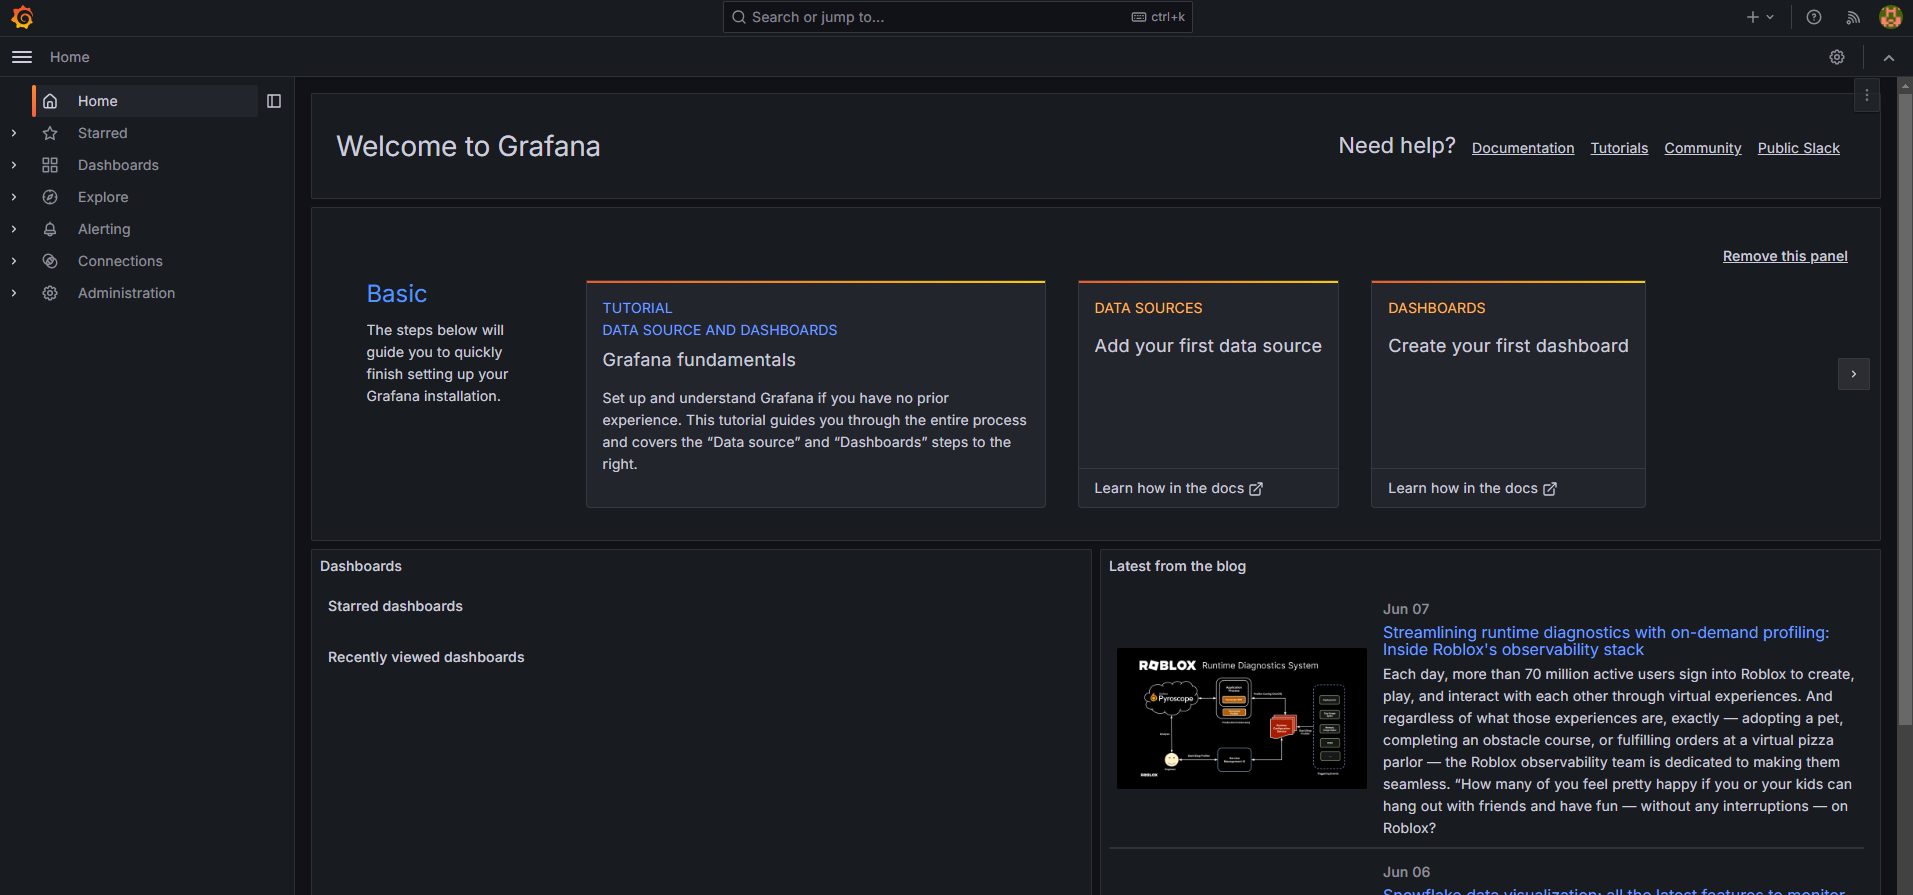 Search or jump to...
ctrl+k
Home
Home
Starred
Dashboards
Explore
Alerting
Connections
Administration
Welcome to Grafana
Need help?
Documentation
Tutorials
Community
Public Slack
Remove this panel
Basic
The steps below will
guide you to quickly
finish setting up your
Grafana installation.
TUTORIAL
DATA SOURCE AND DASHBOARDS
Grafana fundamentals
Set up and understand Grafana if you have no prior
experience. This tutorial guides you through the entire process
and covers the “Data source” and “Dashboards” steps to the
right.
DATA SOURCES
Add your first data source
Learn how in the docs
DASHBOARDS
Create your first dashboard
Learn how in the docs
Dashboards
Starred dashboards
Recently viewed dashboards
Latest from the blog
ROBLOX Runtime Diagnostics System
Pyroscope
Jun 07
Streamlining runtime diagnostics with on-demand profiling:
Inside Roblox's observability stack
Each day, more than 70 million active users sign into Roblox to create,
play, and interact with each other through virtual experiences. And
regardless of what those experiences are, exactly — adopting a pet,
completing an obstacle course, or fulfilling orders at a virtual pizza
parlor — the Roblox observability team is dedicated to making them
seamless. “How many of you feel pretty happy if you or your kids can
hang out with friends and have fun — without any interruptions — on
Roblox?
Jun 06
Snowflake data visualization: all the latest features to monitor